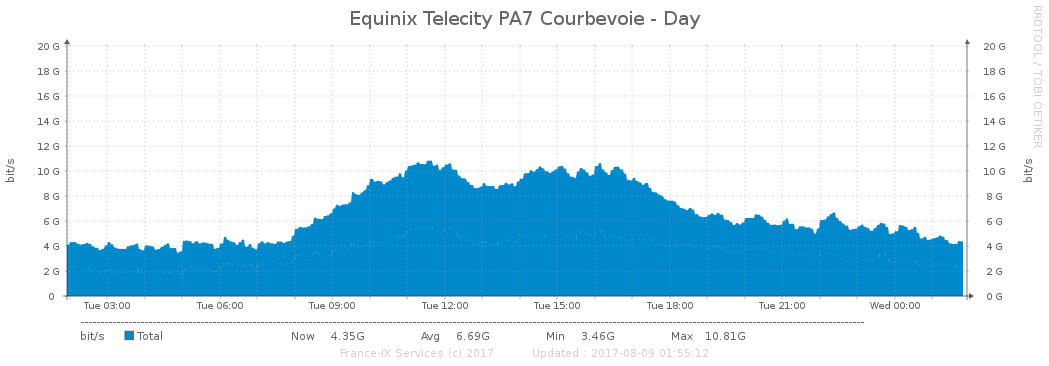 Equinix Telecity PA7 Courbevoie - Day
RRDTOOL / TOBI OETIKER
bit/s
20 G 20 G
18 G 18 G
16 G 16 G
14 G 14 G
12 G 12 G
10 G 10 G
8 G 8 G
6 G 6 G
4 G 4 G
2 G 2 G
0 0 G
bit/s
Tue 03:00 Tue 06:00 Tue 09:00 Tue 12:00 Tue 15:00 Tue 18:00 Tue 21:00 Wed 00:00
bit/s Total Now 4.35G Avg 6.69G Min 3.46G Max 10.81G
France-IX Services (c) 2017 Updated : 2017-08-09 01:55:12